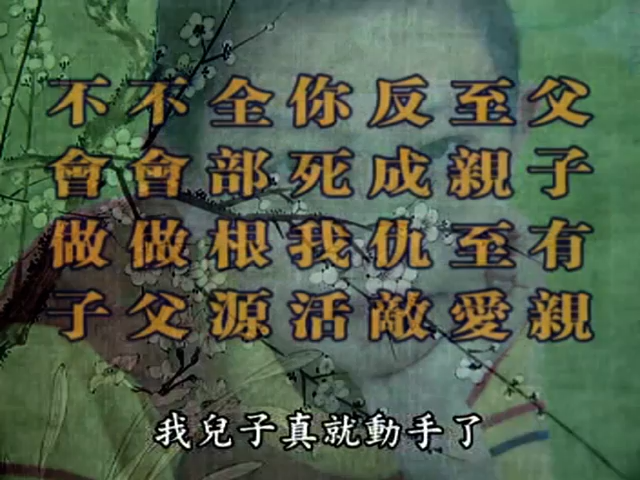 父子有親
至親至愛
反成仇敵
你死我活
全部根源
不會做父
不會做子
我兒子真就動手了